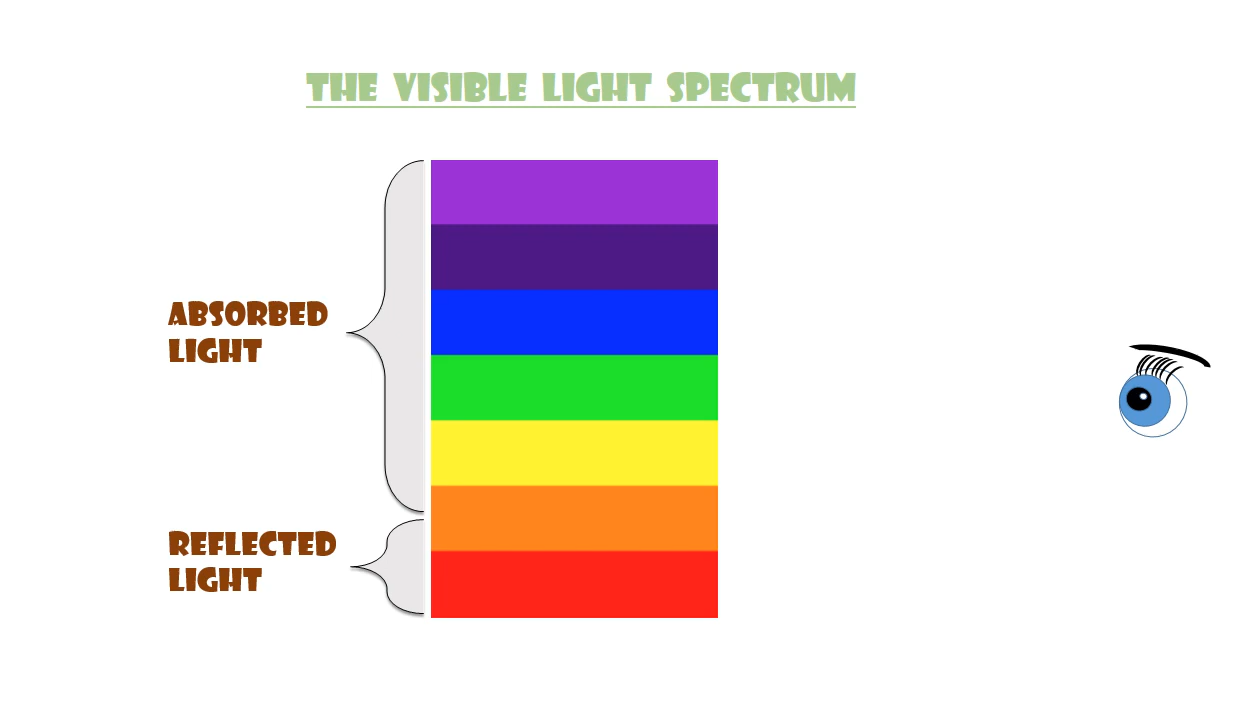 THE VISIBLE LIGHT SPECTRUM
ABSORBED
LIGHT
REFLECTED
LIGHT